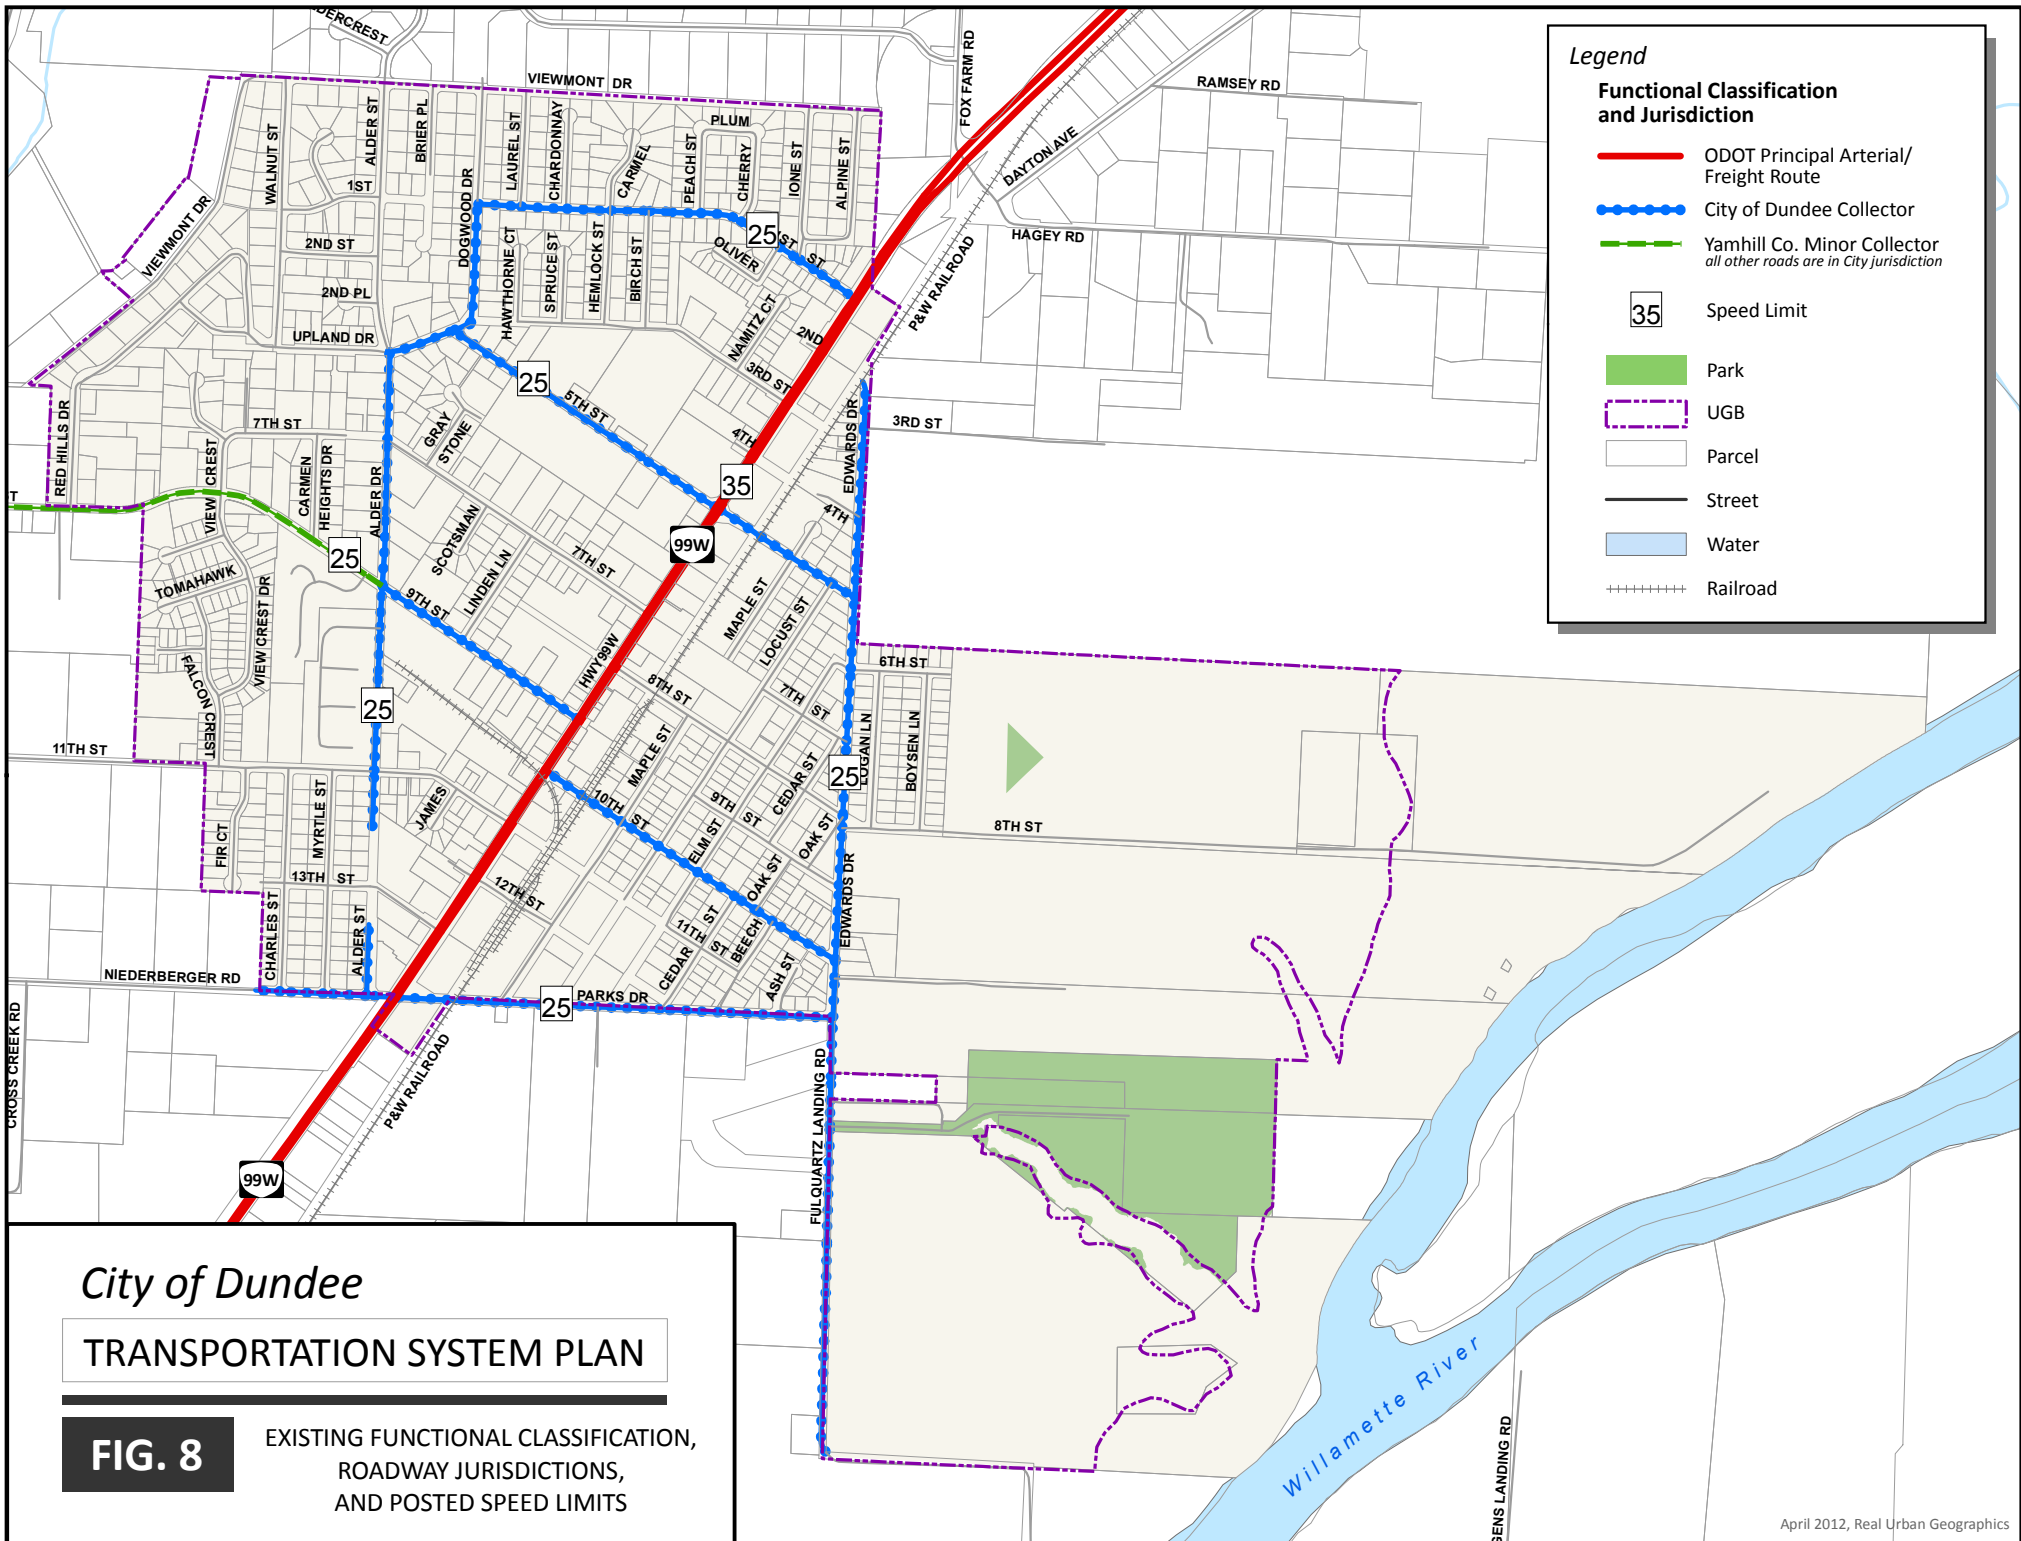 DERCREST
VIEWMONT DR
FOX FARM RD
RAMSEY RD
DAYTON AVE
HAGEY RD
P&W RAILROAD
WALNUT ST
ALDER ST
BRIER PL
LAUREL ST
CHARDONNAY
CARMEL
PEACH ST
PLUM
CHERRY
IONE ST
ALPINE ST
1ST
DOGWOOD DR
VIEWMONT DR
2ND ST
2ND PL
UPLAND DR
HAWTHORNE CT
SPRUCE ST
HEMLOCK ST
BIRCH ST
OLIVER
25
ST
ST
NAMITZ CT
2ND
3RD ST
25
5TH ST
4TH
35
99W
EDWARDS DR
3RD ST
4TH
RED HILLS DR
7TH ST
VIEW CREST
CARMEN
HEIGHTS DR
ALDER DR
GRAY
STONE
SCOTSMAN
LINDEN LN
7TH ST
T
25
9TH ST
TOMAHAWK
VIEW CREST DR
FALCON CREST
25
HWY99W
MAPLE ST
LOCUST ST
8TH ST
7TH
ST
6TH ST
LOGAN LN
BOYSEN LN
25
11TH ST
FIR CT
MYRTLE ST
JAMES
MAPLE ST
10TH
ST
9TH
ST
CEDAR ST
ELM ST
OAK ST
OAK ST
8TH ST
EDWARDS DR
13TH ST
12TH ST
11TH
ST
ST
BEECH
CEDAR
ASH ST
CHARLES ST
ALDER ST
NIEDERBERGER RD
25
PARKS DR
CROSS CREEK RD
P&W RAILROAD
99W
FULQUARTZ LANDING RD
Willamette River
GENS LANDING RD
Legend
Functional Classification
and Jurisdiction
ODOT Principal Arterial/
Freight Route
City of Dundee Collector
Yamhill Co. Minor Collector
all other roads are in City jurisdiction
35
Speed Limit
Park
UGB
Parcel
Street
Water
Railroad
City of Dundee
TRANSPORTATION SYSTEM PLAN
FIG. 8
EXISTING FUNCTIONAL CLASSIFICATION,
ROADWAY JURISDICTIONS,
AND POSTED SPEED LIMITS
April 2012, Real Urban Geographics